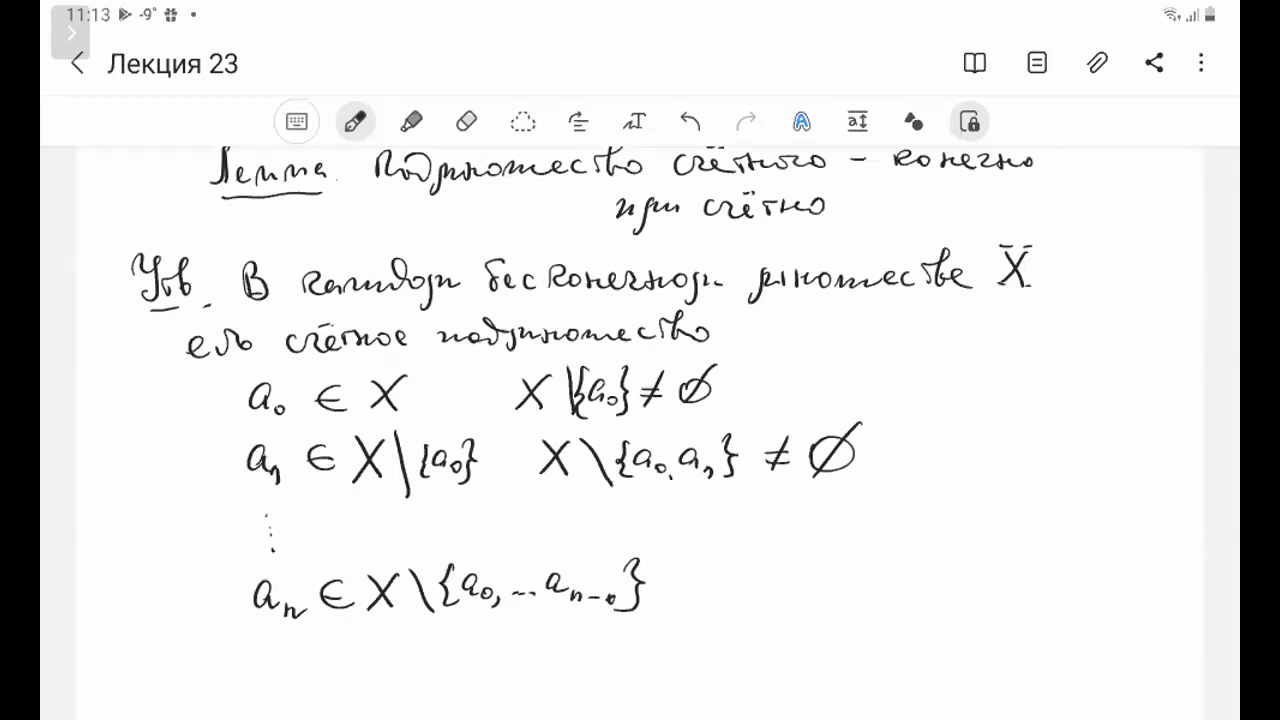 11:13 -9°
Лекция 23
Лемма. Подмножество счётного – конечно
или счётно
Утв. В каждом бесконечном множестве X
есть счётное подмножество
a₀ ∈ X X \ {a₀} ≠ ∅
a₁ ∈ X \ {a₀} X \ {a₀, a₁} ≠ ∅
⋮
aₙ ∈ X \ {a₀, ... aₙ₋₁}